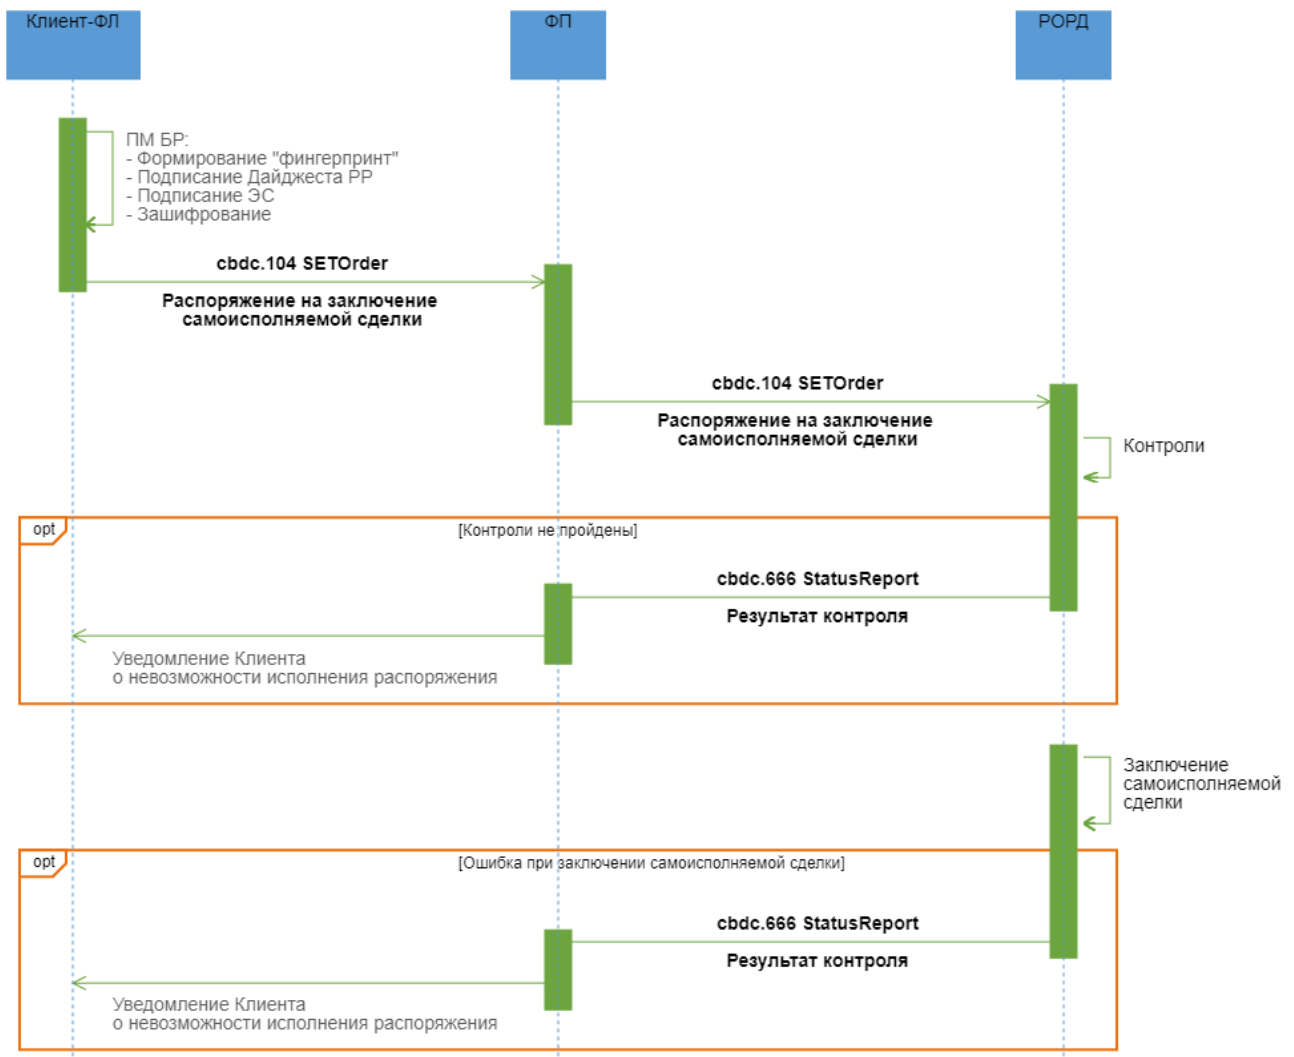 Клиент-ФЛ
ФП
РОРД
ПМ БР:
- Формирование "фингерпринт"
- Подписание Дайджеста РР
- Подписание ЭС
- Зашифрование
cbdc.104 SETOrder
Распоряжение на заключение
самоисполняемой сделки
cbdc.104 SETOrder
Распоряжение на заключение
самоисполняемой сделки
Контроли
opt
[Контроли не пройдены]
cbdc.666 StatusReport
Результат контроля
Уведомление Клиента
о невозможности исполнения распоряжения
Заключение
самоисполняемой
сделки
opt
[Ошибка при заключении самоисполняемой сделки]
cbdc.666 StatusReport
Результат контроля
Уведомление Клиента
о невозможности исполнения распоряжения